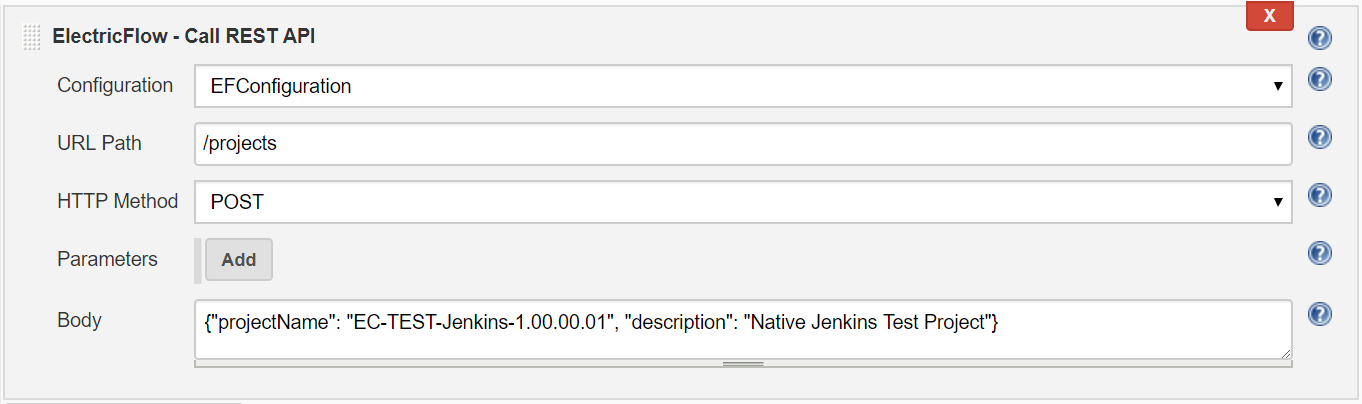 X
ElectricFlow - Call REST API
?
Configuration EFConfiguration ▼ ?
URL Path /projects ?
HTTP Method POST ▼ ?
Parameters Add ?
Body {"projectName": "EC-TEST-Jenkins-1.00.00.01", "description": "Native Jenkins Test Project"} ?